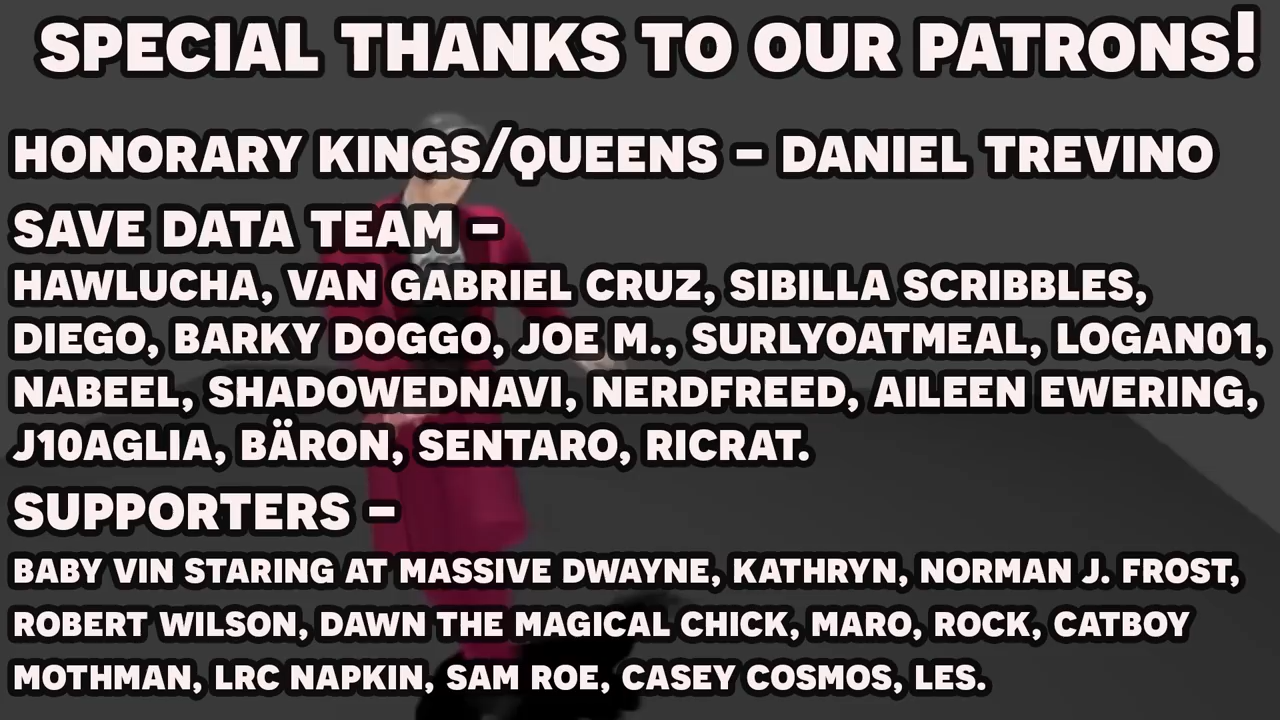 SPECIAL THANKS TO OUR PATRONS!
HONORARY KINGS/QUEENS – DANIEL TREVINO
SAVE DATA TEAM –
HAWLUCHA, VAN GABRIEL CRUZ, SIBILLA SCRIBBLES,
DIEGO, BARKY DOGGO, JOE M., SURLYOATMEAL, LOGAN01,
NABEEL, SHADOWEDNAVI, NERDFREED, AILEEN EWERING,
J10AGLIA, BÄRON, SENTARO, RICRAT.
SUPPORTERS –
BABY VIN STARING AT MASSIVE DWAYNE, KATHRYN, NORMAN J. FROST,
ROBERT WILSON, DAWN THE MAGICAL CHICK, MARO, ROCK, CATBOY
MOTHMAN, LRC NAPKIN, SAM ROE, CASEY COSMOS, LES.